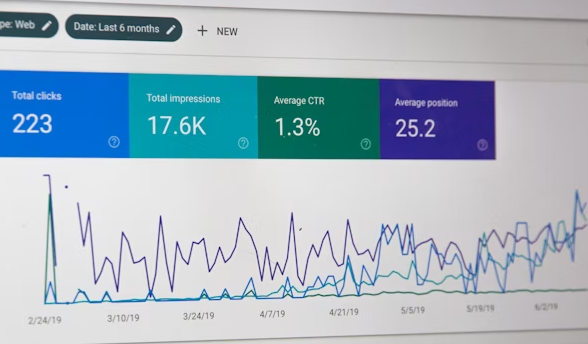 pe: Web
Date: Last 6 months
+ NEW
Total clicks
223
Total impressions
17.6K
Average CTR
1.3%
Average position
25.2
2/24/19
3/10/19
3/24/19
4/7/19
4/21/19
5/5/19
5/19/19
6/2/19